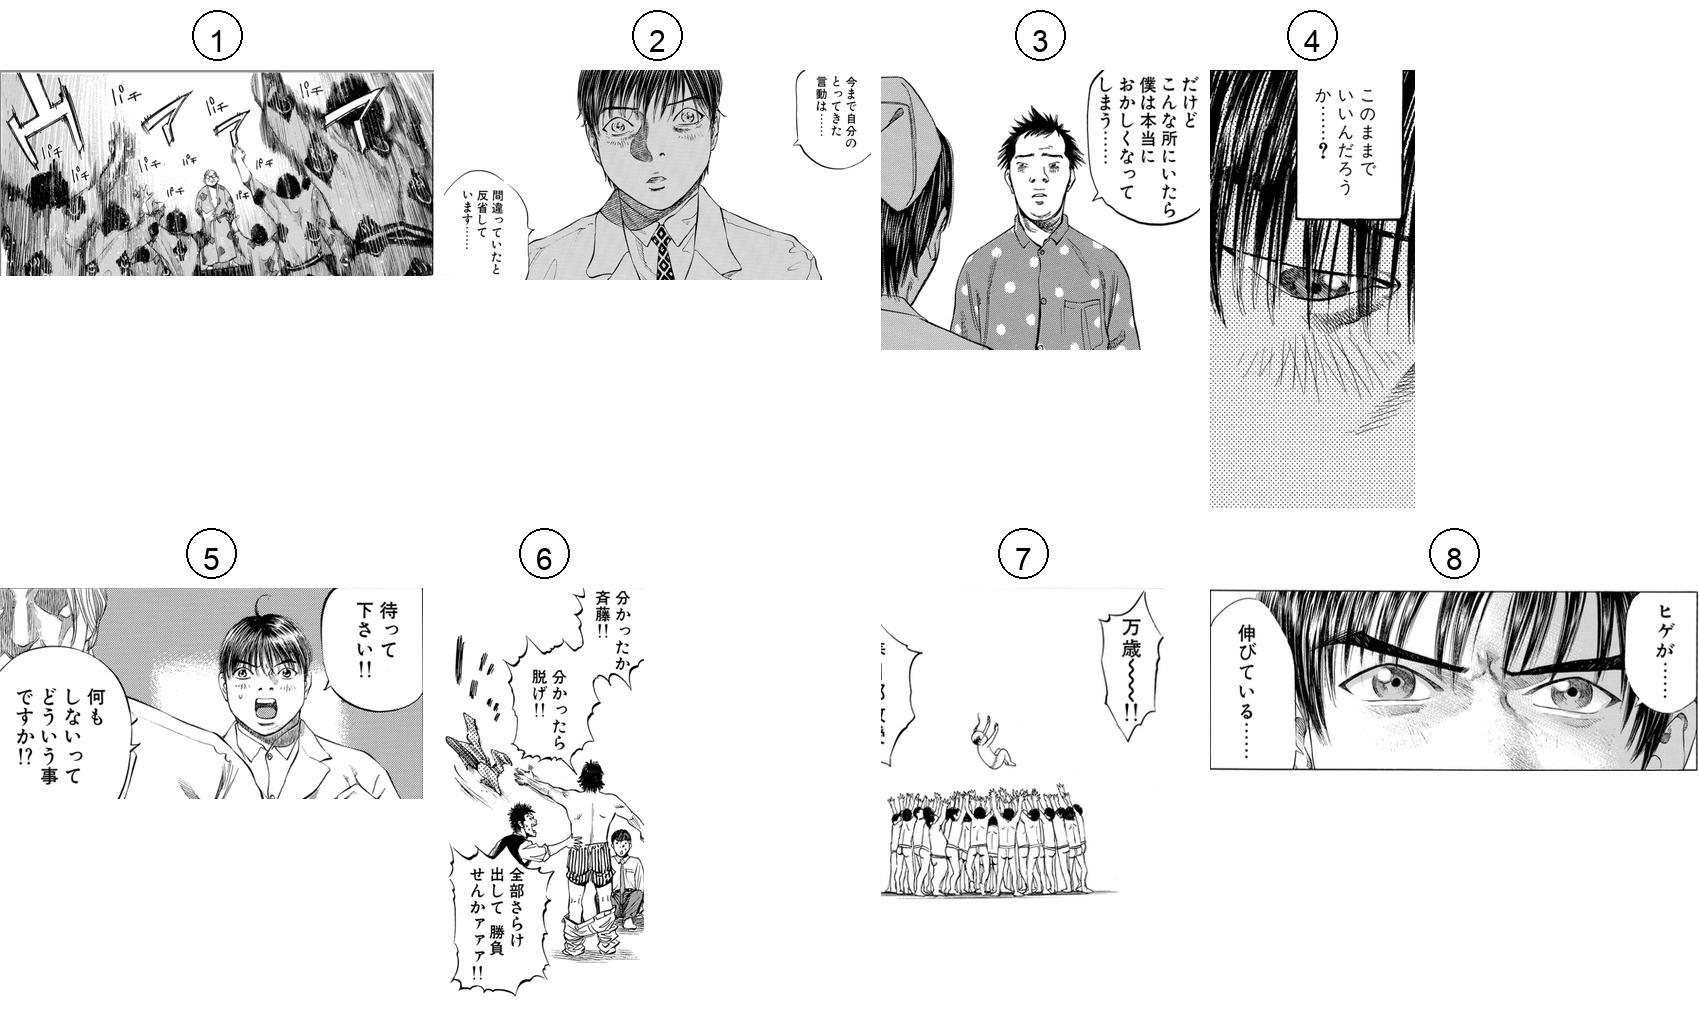 1
パチ
パチ
パチ
パチ
パチ
パチ
パチ
パチ
2
今まで自分の
とってきた
言動は……
間違っていたと
反省して
います……
3
だけど
こんな所にいたら
僕は本当に
おかしくなって
しまう……
4
このままで
いいんだろう
か……?
5
待って
下さい!!
何も
しないって
どういう事
ですか!?
6
分かったか
斉藤!!
分かったら
脱げ!!
全部さらけ
出して 勝負
せんかァァァ!!
7
万歳〜〜〜!!
8
ヒゲが……
伸びている……